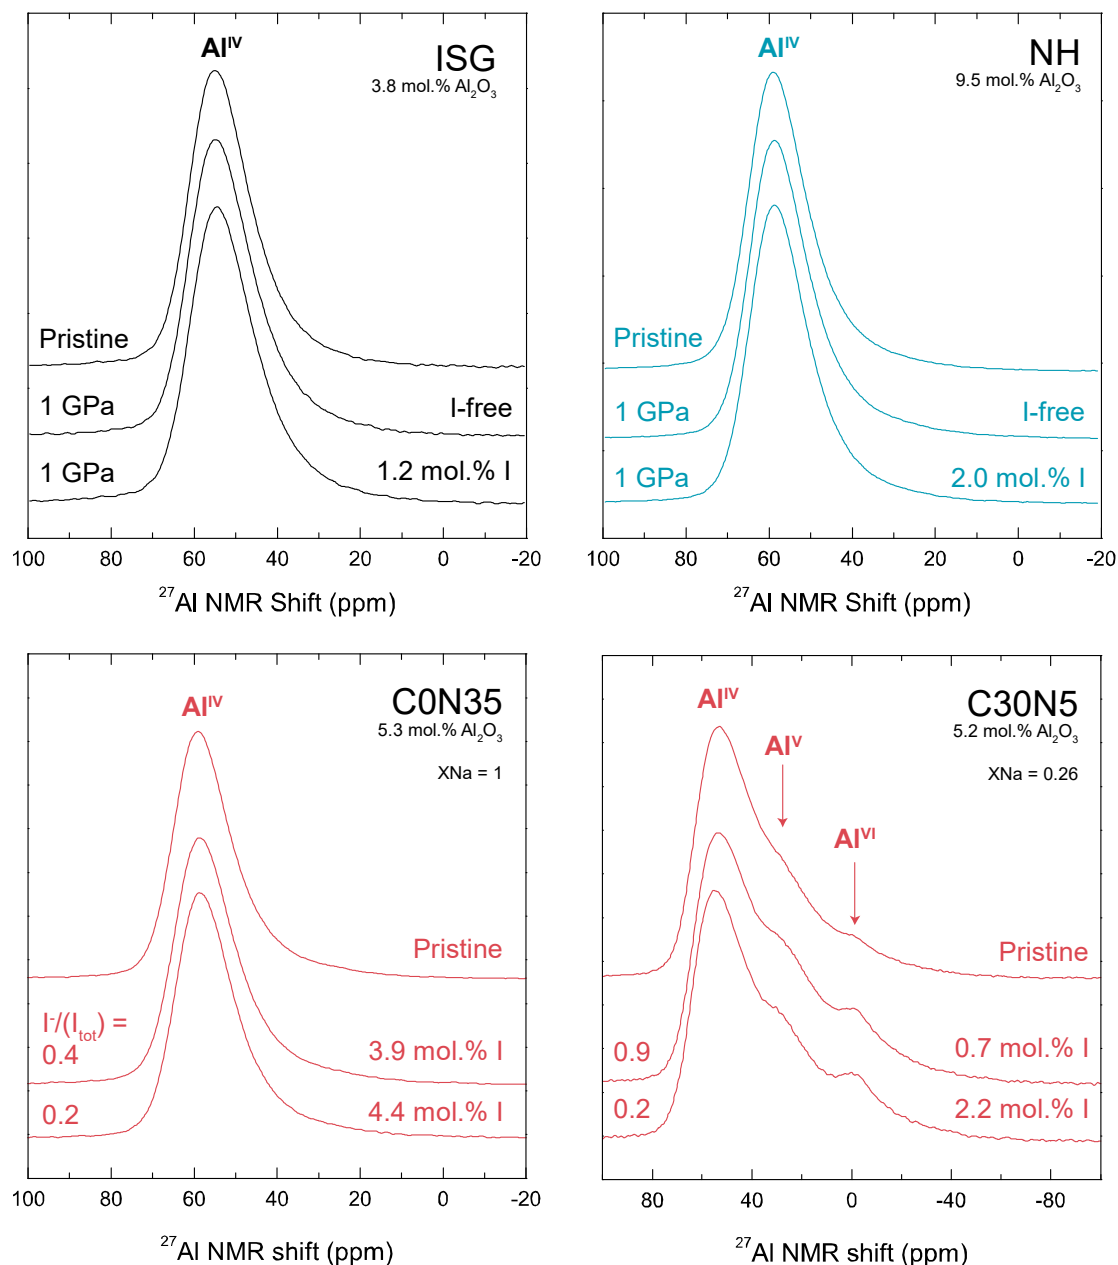 Al^IV
ISG
3.8 mol.% Al₂O₃
Pristine
1 GPa
I-free
1 GPa
1.2 mol.% I
100 80 60 40 20 0 -20
²⁷Al NMR Shift (ppm)
Al^IV
NH
9.5 mol.% Al₂O₃
Pristine
1 GPa
I-free
1 GPa
2.0 mol.% I
100 80 60 40 20 0 -20
²⁷Al NMR Shift (ppm)
Al^IV
C0N35
5.3 mol.% Al₂O₃
XNa = 1
Pristine
I⁻/(I_tot) =
0.4
3.9 mol.% I
0.2
4.4 mol.% I
100 80 60 40 20 0 -20
²⁷Al NMR shift (ppm)
Al^IV
C30N5
5.2 mol.% Al₂O₃
Al^V
XNa = 0.26
Al^VI
Pristine
0.9
0.7 mol.% I
0.2
2.2 mol.% I
80 40 0 -40 -80
²⁷Al NMR shift (ppm)